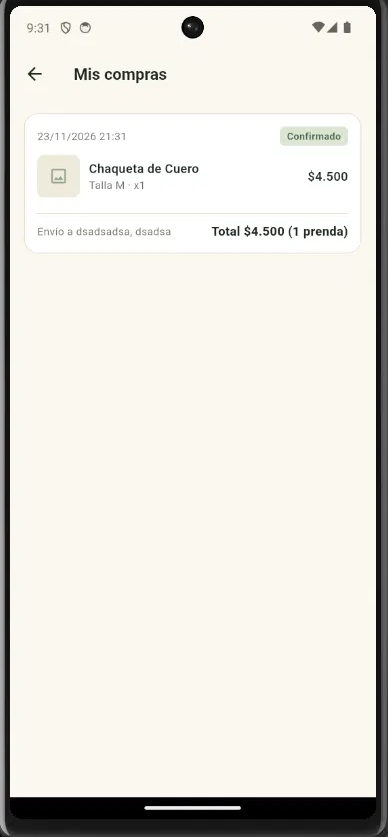 9:31
Mis compras
23/11/2026 21:31
Confirmado
Chaqueta de Cuero
$4.500
Talla M · x1
Envío a dsadsadsa, dsadsa
Total $4.500 (1 prenda)